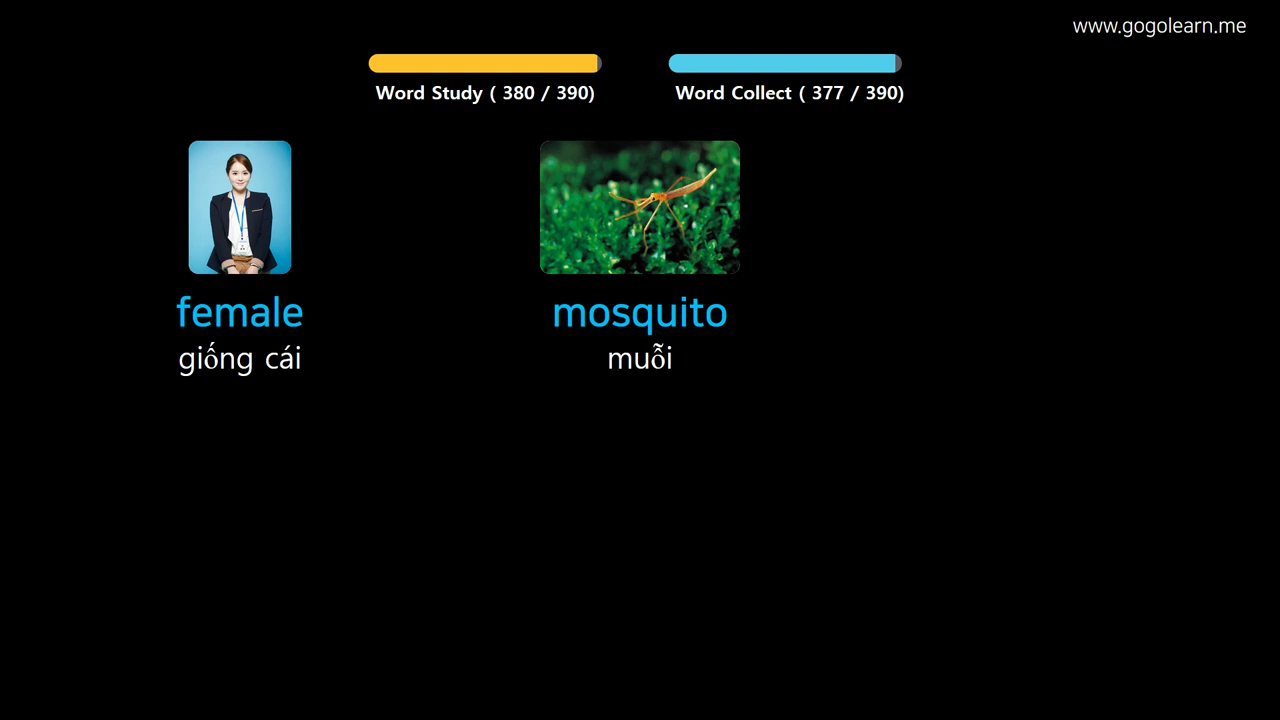 www.gogolearn.me
Word Study ( 380 / 390)
Word Collect ( 377 / 390)
female
giống cái
mosquito
muỗi